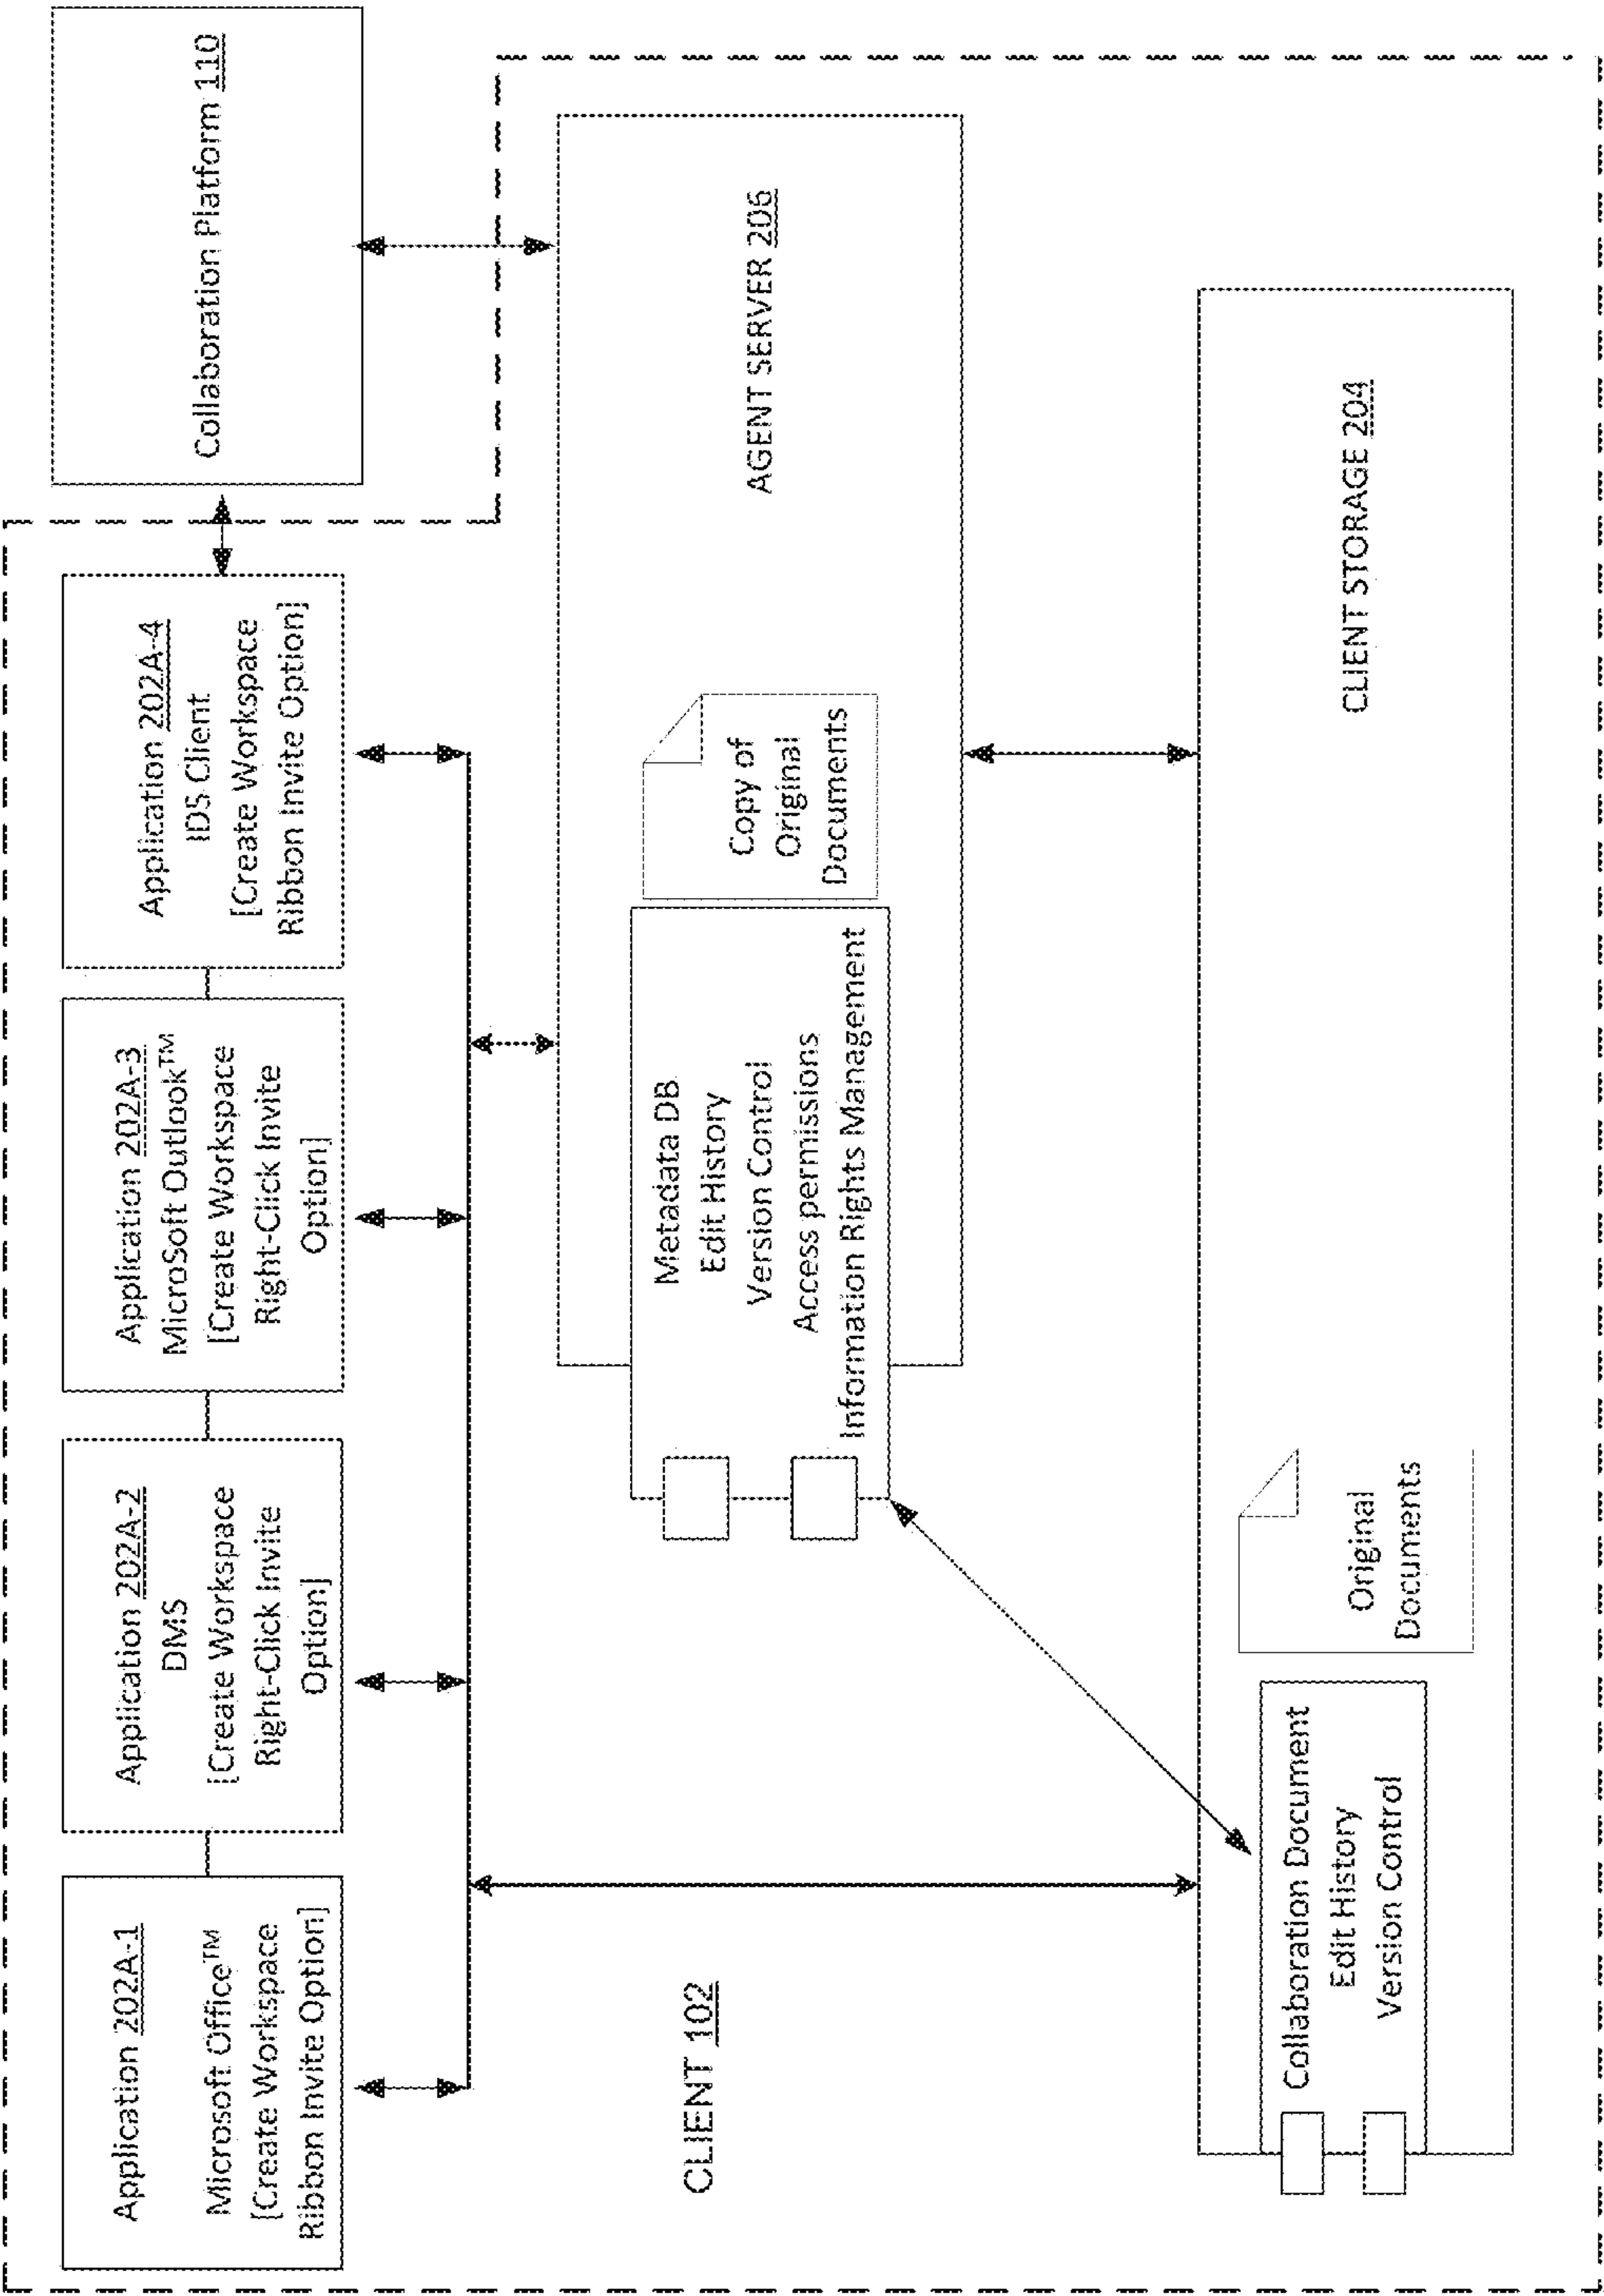 Application 202A-1
Microsoft Office™
[Create Workspace
Ribbon Invite Option]
Application 202A-2
DMS
[Create Workspace
Right-Click Invite
Option]
Application 202A-3
MicroSoft Outlook™
[Create Workspace
Right-Click Invite
Option]
Application 202A-4
IDS Client
[Create Workspace
Ribbon Invite Option]
Collaboration Platform 110
CLIENT 102
Metadata DB
Edit History
Version Control
Access permissions
Information Rights Management
Copy of
Original
Documents
AGENT SERVER 206
Collaboration Document
Edit History
Version Control
Original
Documents
CLIENT STORAGE 204